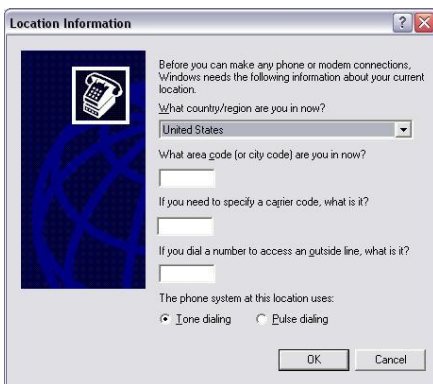 Location Information
Before you can make any phone or modem connections,
Windows needs the following information about your current
location.
What country/region are you in now?
United States
What area code (or city code) are you in now?
If you need to specify a carrier code, what is it?
If you dial a number to access an outside line, what is it?
The phone system at this location uses:
Tone dialing Pulse dialing
OK Cancel